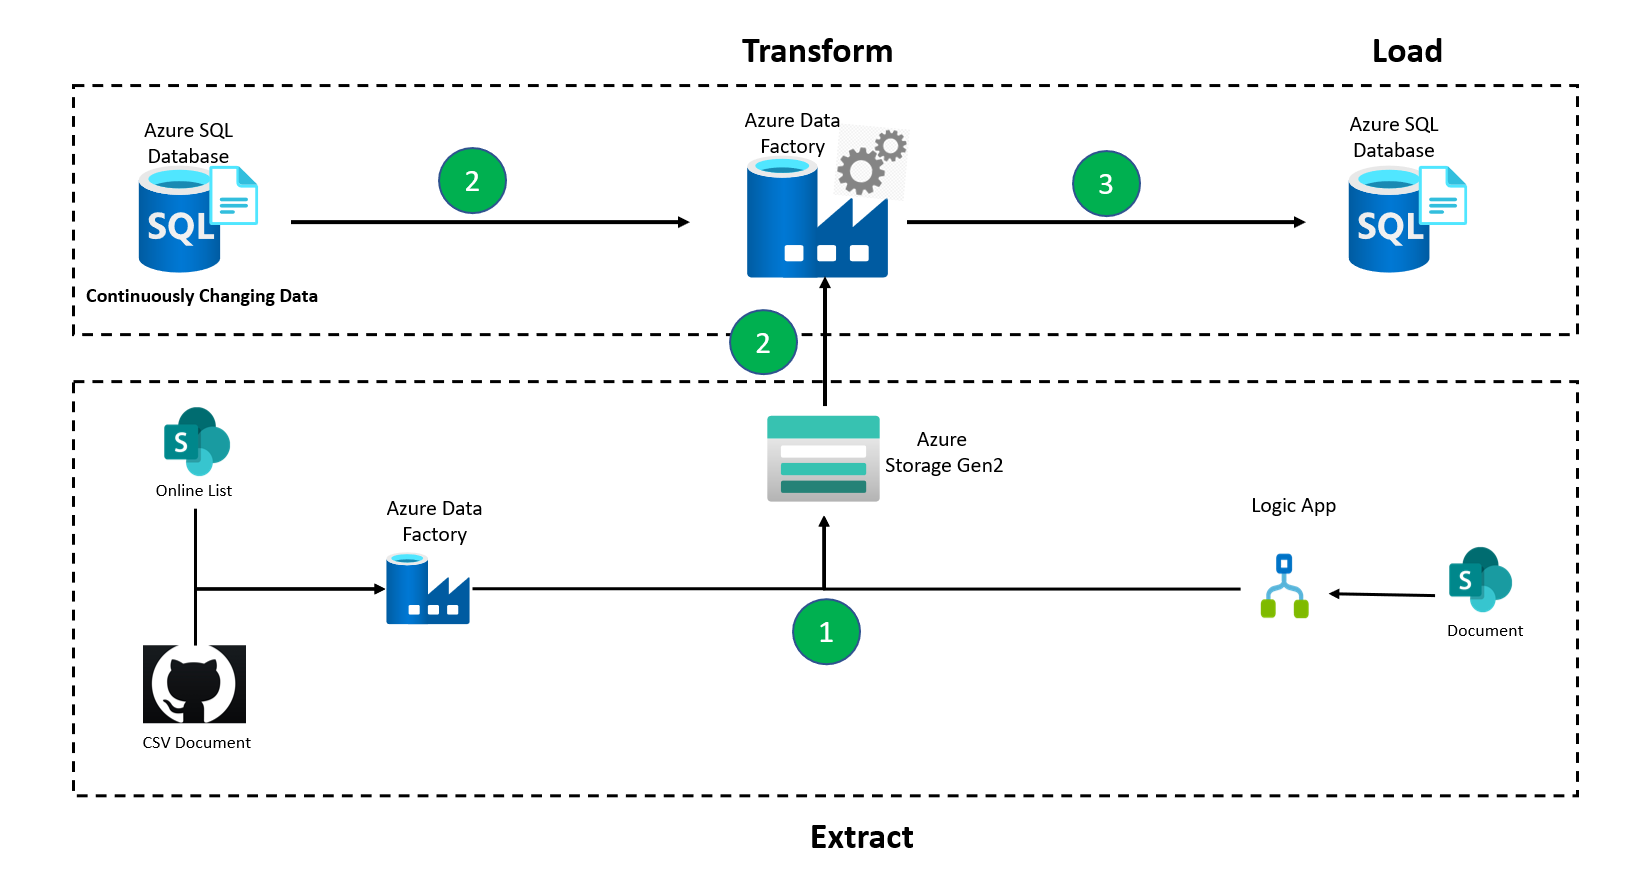 Transform
Load
Azure SQL
Database
SQL
Continuously Changing Data
2
Azure Data
Factory
3
Azure SQL
Database
SQL
2
S
Online List
Azure
Storage Gen2
Azure Data
Factory
Logic App
S
Document
1
CSV Document
Extract